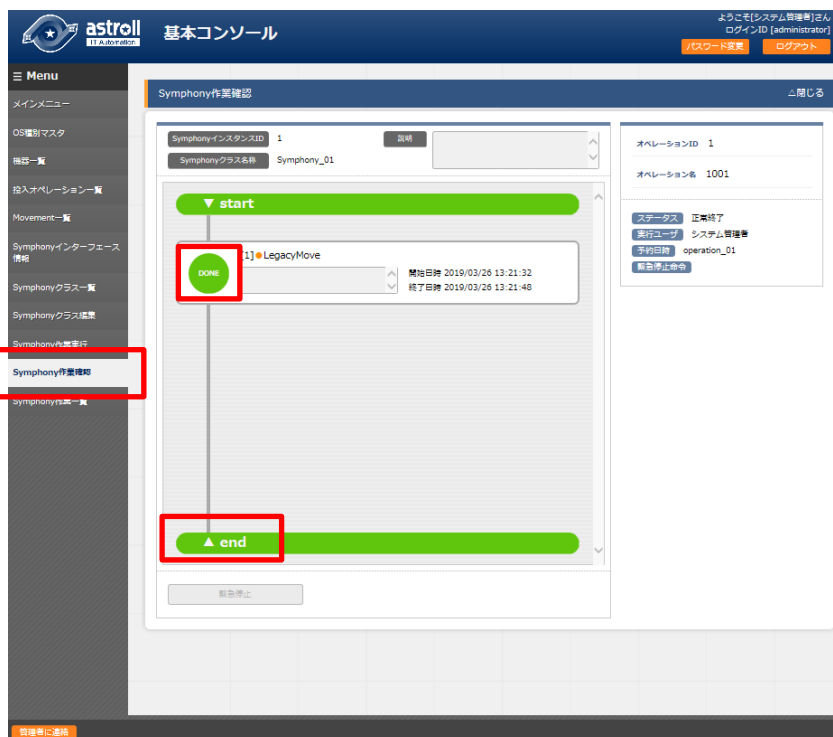 astroll
IT Automation
基本コンソール
ようこそ[システム管理者]さん
ログインID [administrator]
パスワード変更
ログアウト
☰ Menu
メインメニュー
OS種別マスタ
機器一覧
投入オペレーション一覧
Movement一覧
Symphonyインターフェース
情報
Symphonyクラス一覧
Symphonyクラス編集
Symphony作業実行
Symphony作業確認
Symphony作業一覧
Symphony作業確認
△閉じる
SymphonyインスタンスID 1
説明
Symphonyクラス名称 Symphony_01
▼ start
DONE
[1]●LegacyMove
開始日時 2019/03/26 13:21:32
終了日時 2019/03/26 13:21:48
▲ end
緊急停止
オペレーションID 1
オペレーション名 1001
ステータス 正常終了
実行ユーザ システム管理者
予約日時 operation_01
緊急停止命令
管理者に連絡